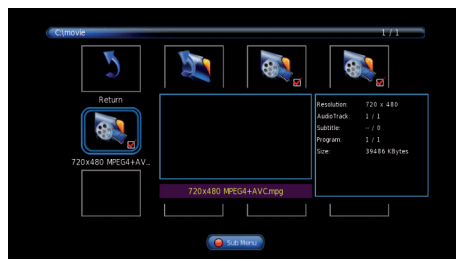 C:\movie 1 / 1
Return
720x480 MPEG4+AV...
Resolution: 720 x 480
AudioTrack: 1 / 1
Subtitle: -- / 0
Program: 1 / 1
Size: 39486 KBytes
720x480 MPEG4+AVC.mpg
Sub Menu